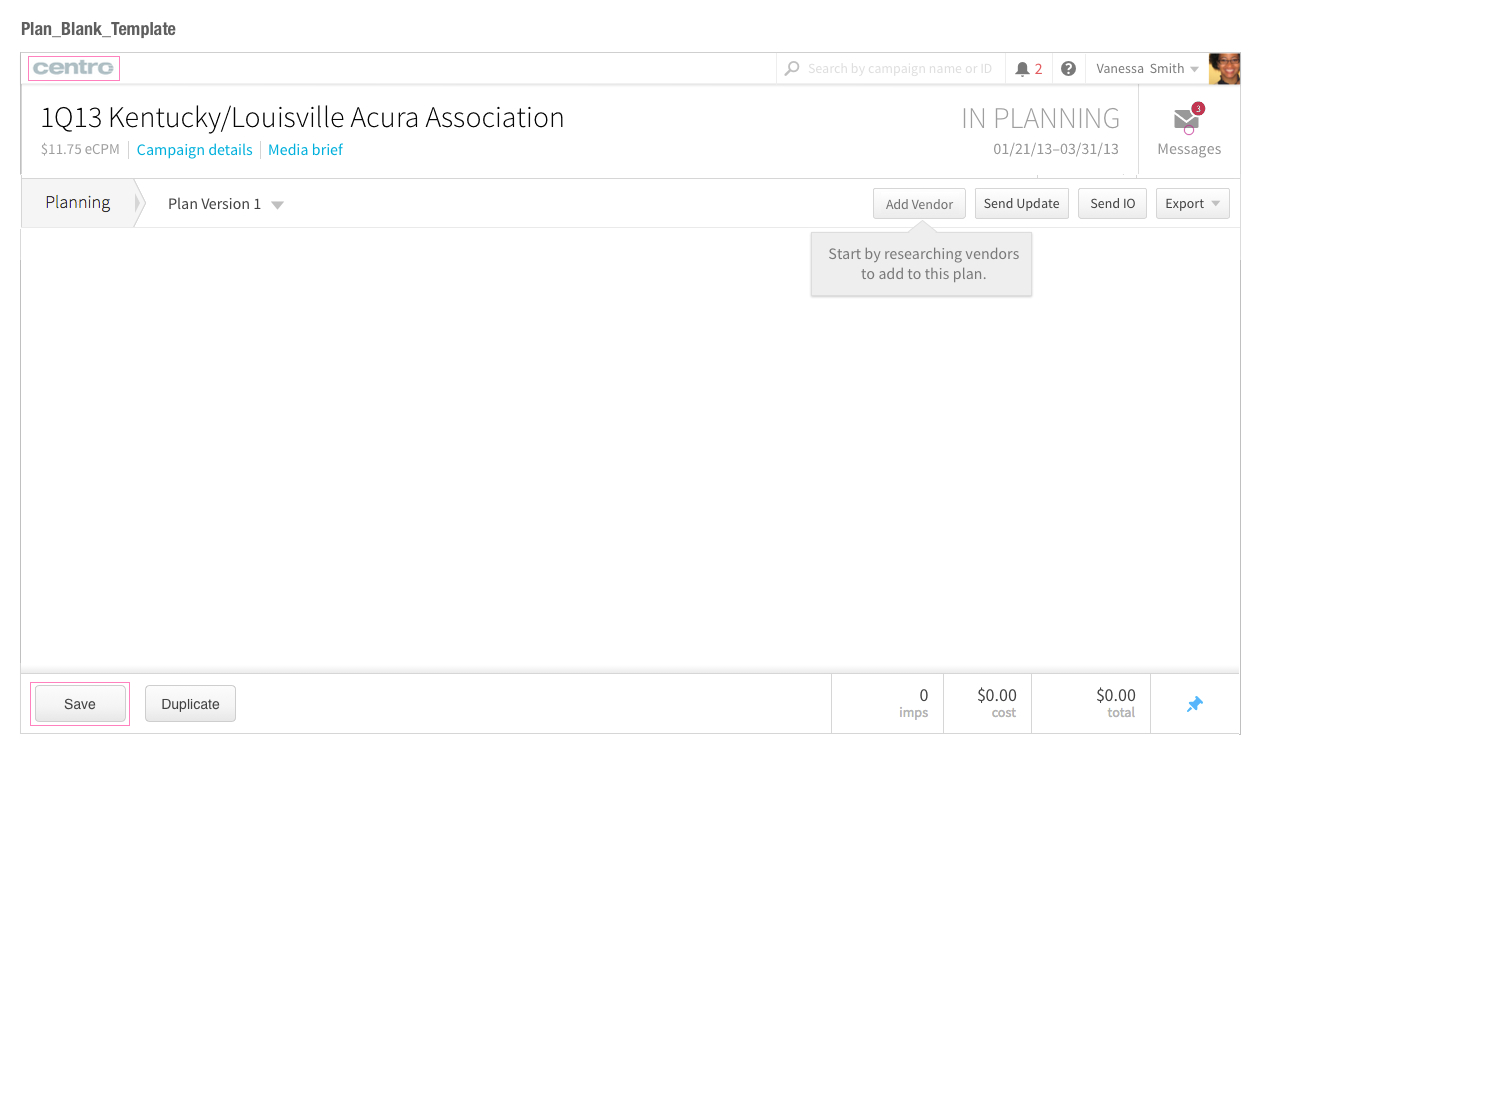 Plan_Blank_Template
centro
Search by campaign name or ID
2
Vanessa Smith
1Q13 Kentucky/Louisville Acura Association
IN PLANNING
3
$11.75 eCPM
Campaign details
Media brief
01/21/13–03/31/13
Messages
Planning
Plan Version 1
Add Vendor
Send Update
Send IO
Export
Start by researching vendors
to add to this plan.
Save
Duplicate
0
imps
$0.00
cost
$0.00
total